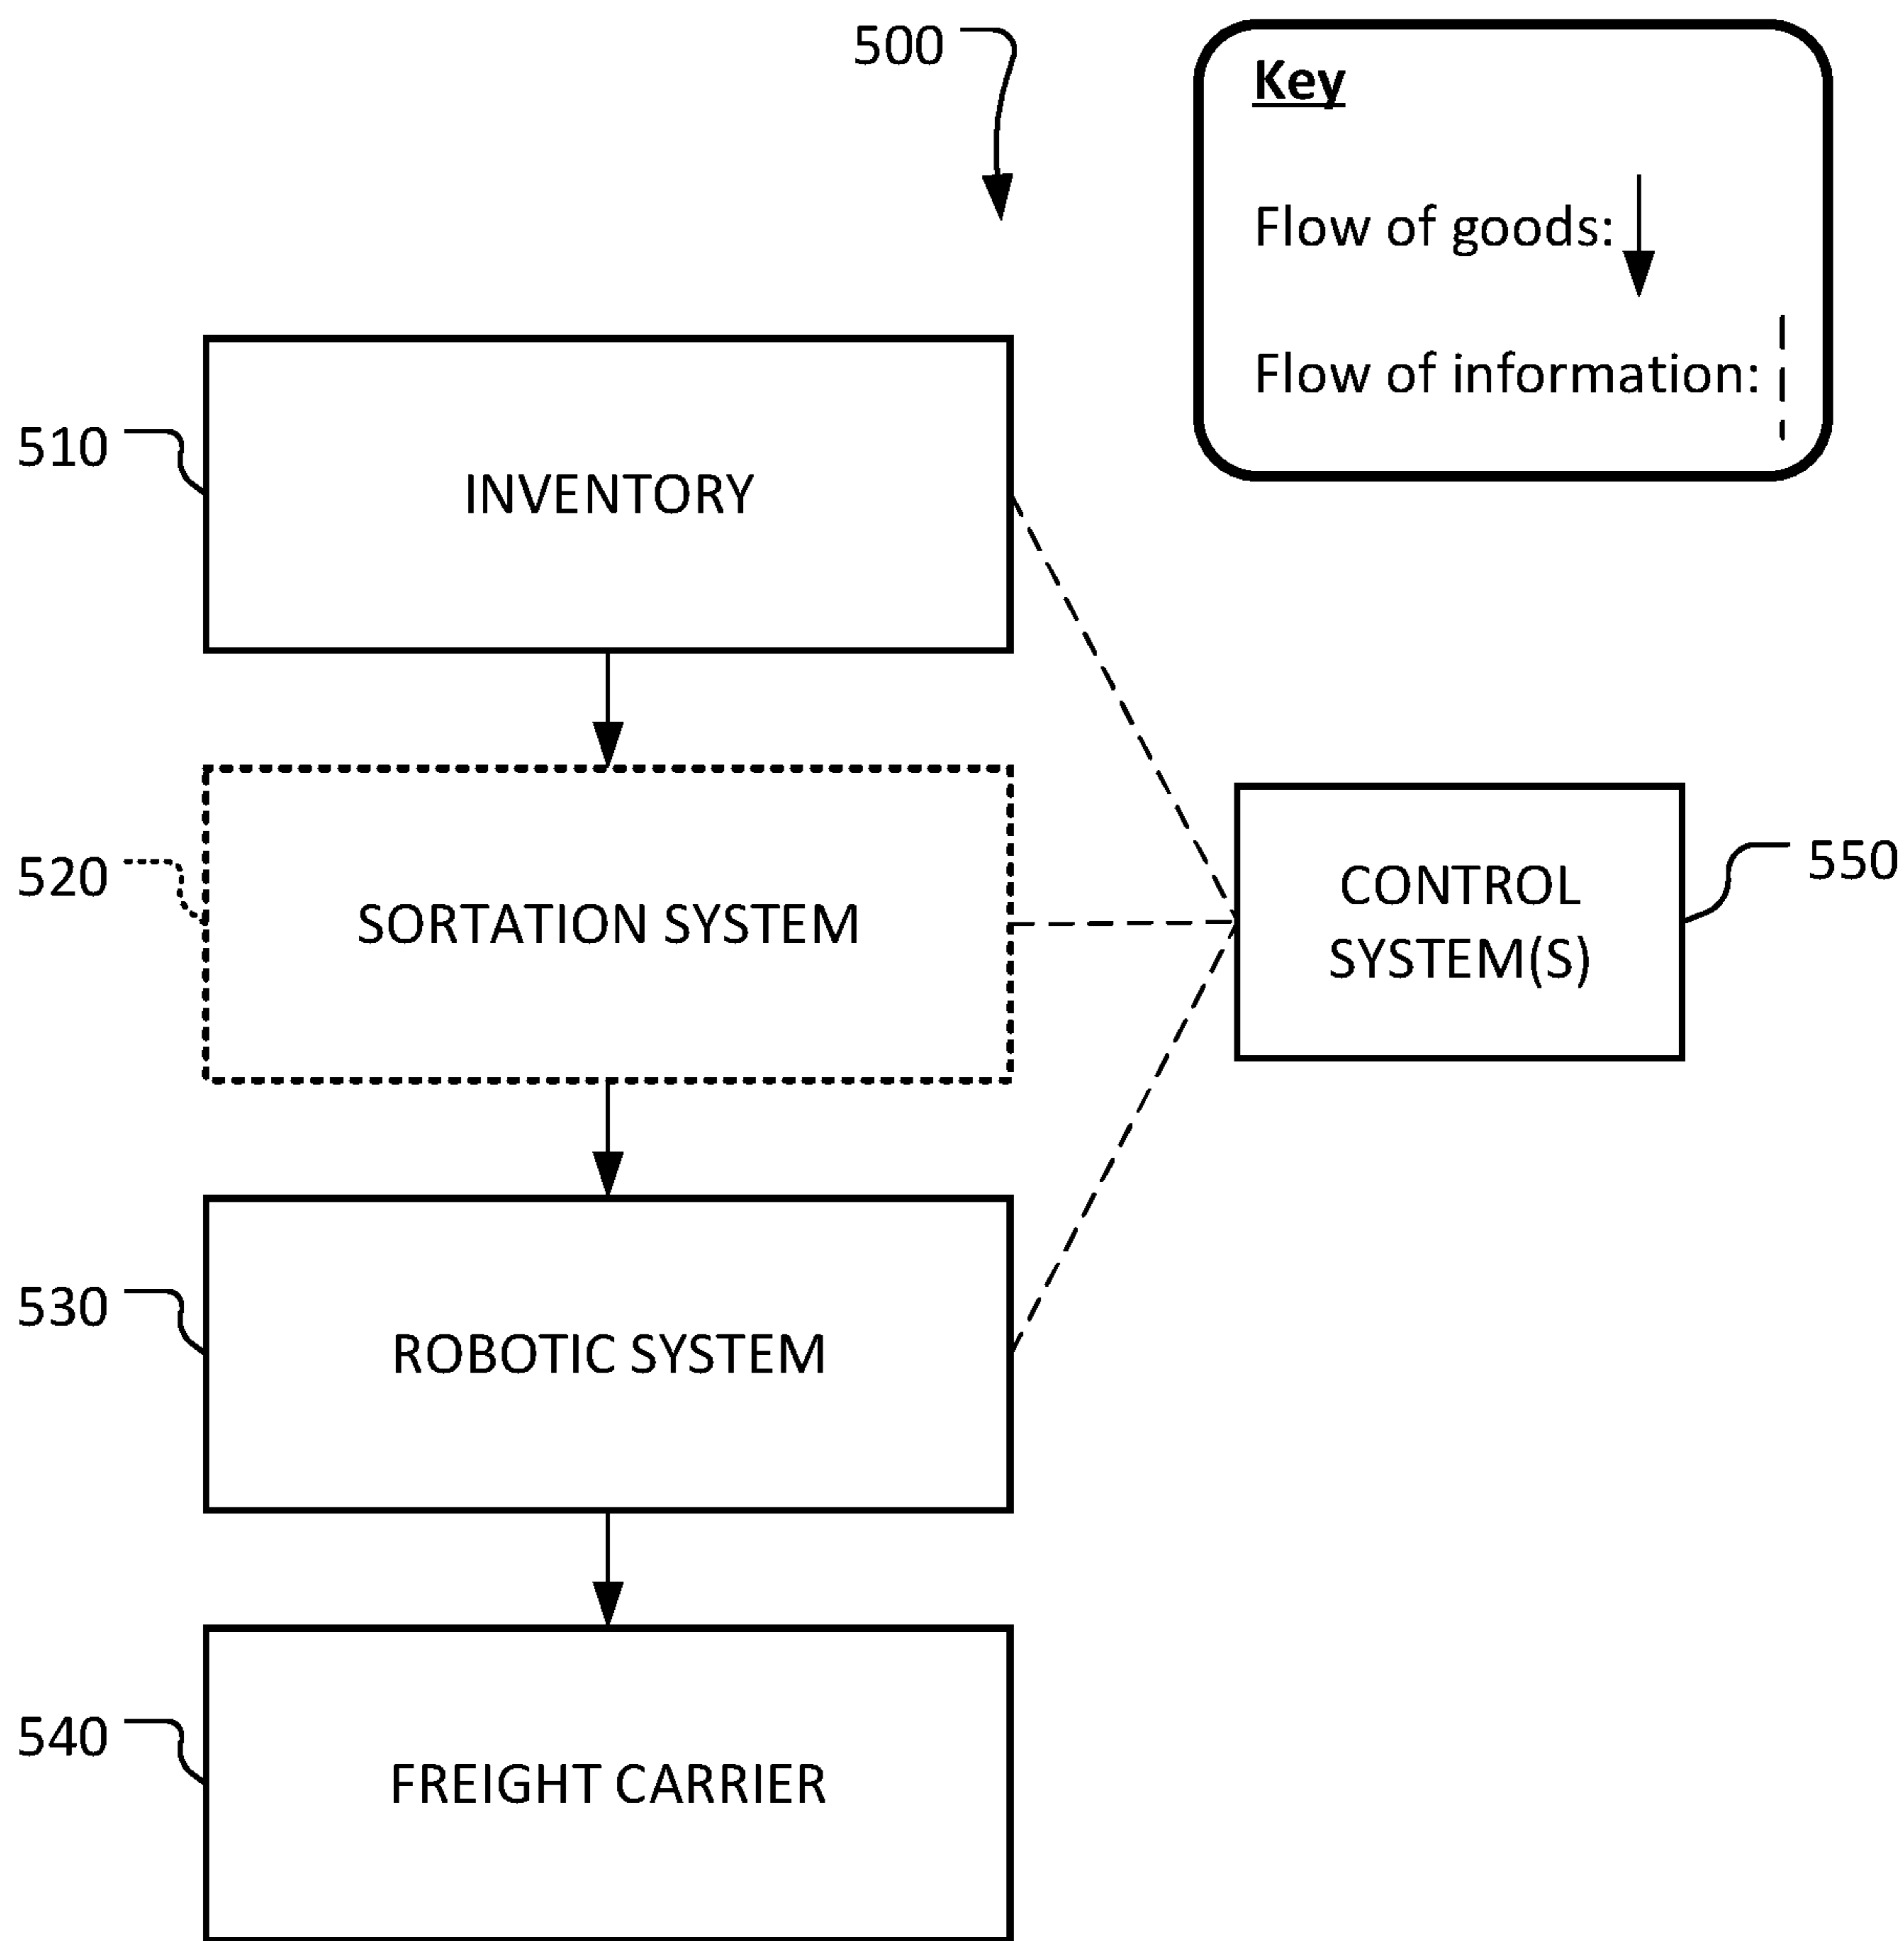 500
Key
Flow of goods:
Flow of information:
510
INVENTORY
520
SORTATION SYSTEM
CONTROL
SYSTEM(S)
550
530
ROBOTIC SYSTEM
540
FREIGHT CARRIER